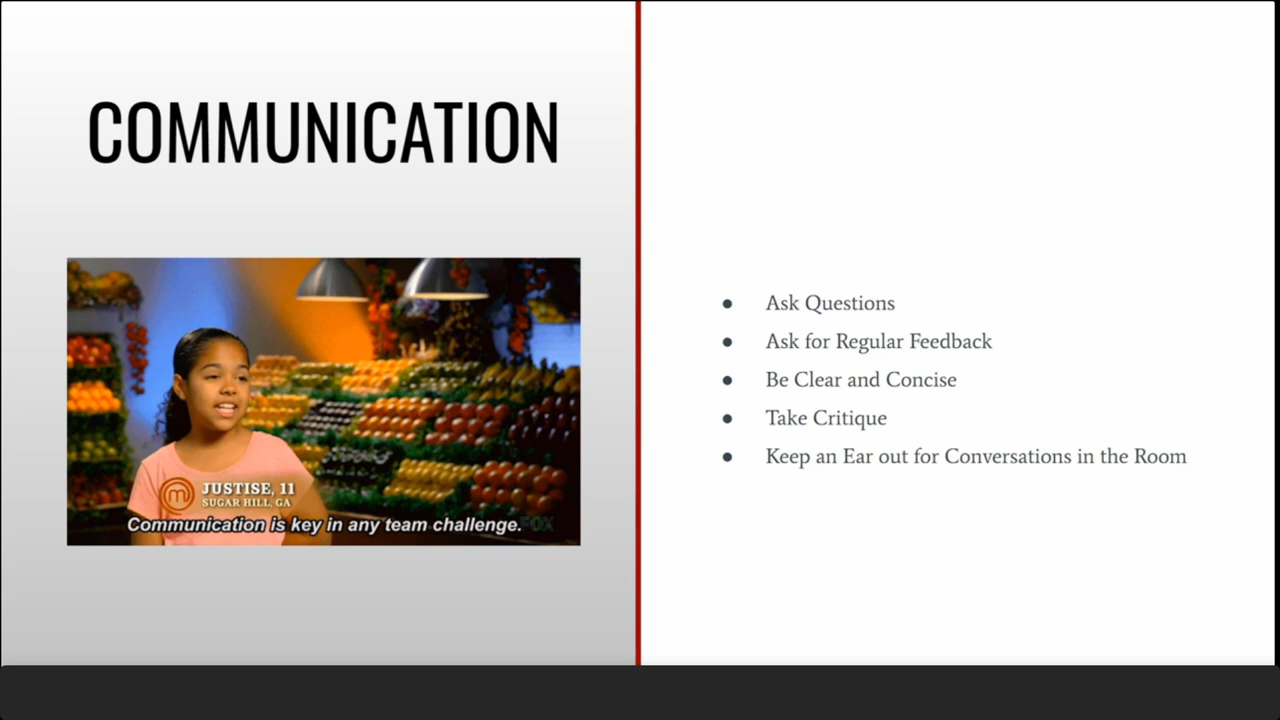 COMMUNICATION
JUSTISE, 11
SUGAR HILL, GA
Communication is key in any team challenge.
FOX
● Ask Questions
● Ask for Regular Feedback
● Be Clear and Concise
● Take Critique
● Keep an Ear out for Conversations in the Room